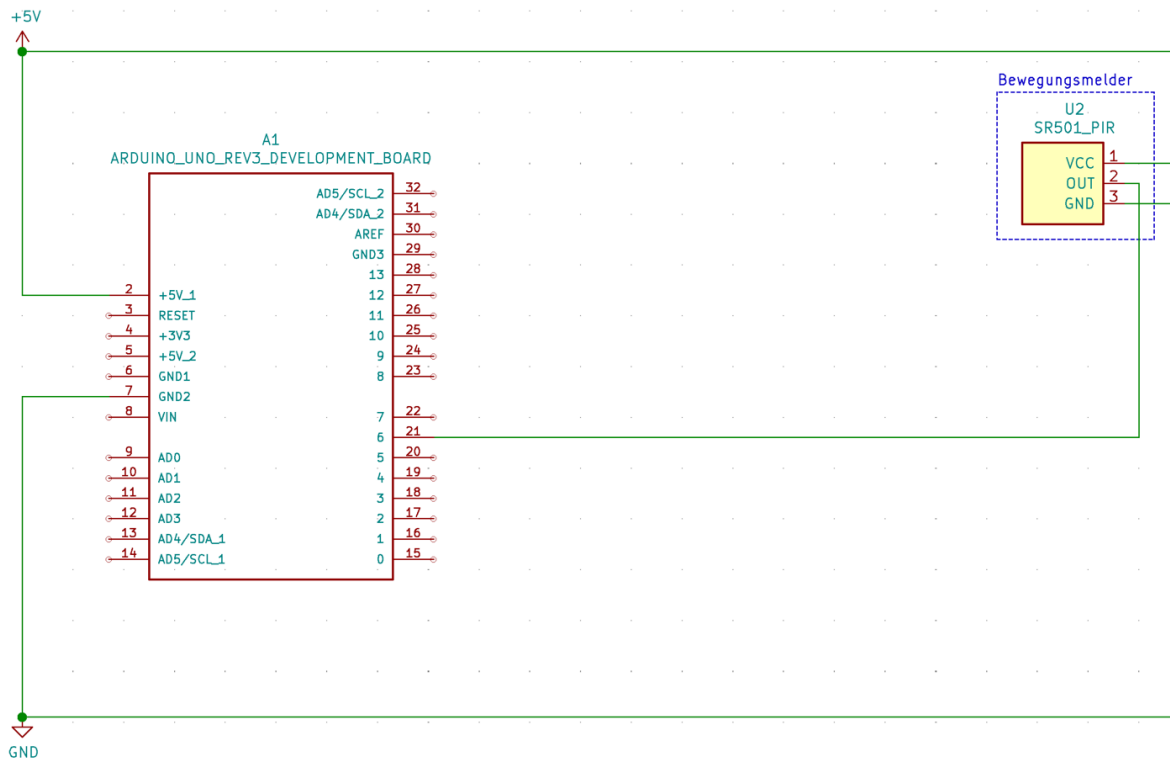 +5V
Bewegungsmelder
U2
SR501_PIR
VCC 1
OUT 2
GND 3
A1
ARDUINO_UNO_REV3_DEVELOPMENT_BOARD
AD5/SCL_2 32
AD4/SDA_2 31
AREF 30
GND3 29
13 28
2 +5V_1 12 27
3 RESET 11 26
4 +3V3 10 25
5 +5V_2 9 24
6 GND1 8 23
7 GND2
8 VIN 7 22
6 21
9 AD0 5 20
10 AD1 4 19
11 AD2 3 18
12 AD3 2 17
13 AD4/SDA_1 1 16
14 AD5/SCL_1 0 15
GND